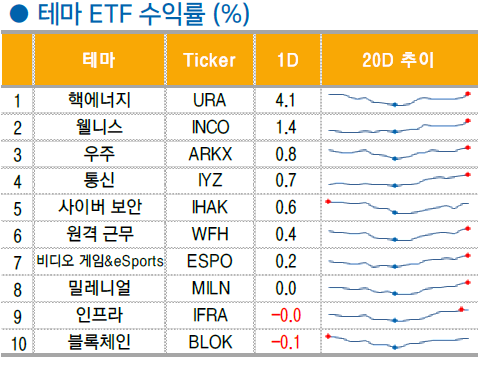 ● 테마 ETF 수익률 (%)
테마 Ticker 1D 20D 추이
1 핵에너지 URA 4.1
2 웰니스 INCO 1.4
3 우주 ARKX 0.8
4 통신 IYZ 0.7
5 사이버 보안 IHAK 0.6
6 원격 근무 WFH 0.4
7 비디오 게임&eSports ESPO 0.2
8 밀레니얼 MILN 0.0
9 인프라 IFRA -0.0
10 블록체인 BLOK -0.1